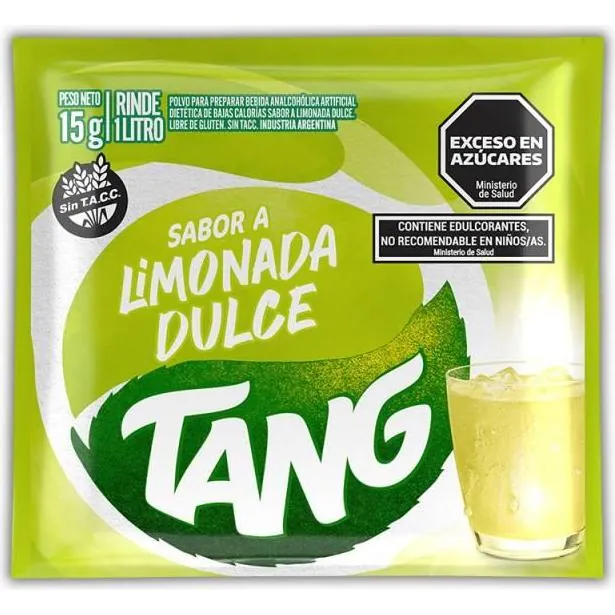 PESO NETO
15g
RINDE
1 LITRO
POLVO PARA PREPARAR BEBIDA ANALCOHÓLICA ARTIFICIAL
DIETÉTICA DE BAJAS CALORÍAS SABOR A LIMONADA DULCE.
LIBRE DE GLUTEN. SIN TACC. INDUSTRIA ARGENTINA
Sin T.A.C.C.
EXCESO EN
AZÚCARES
Ministerio
de Salud
CONTIENE EDULCORANTES,
NO RECOMENDABLE EN NIÑOS/AS.
Ministerio de Salud
SABOR A
LiMONADA
DULCE
TANG